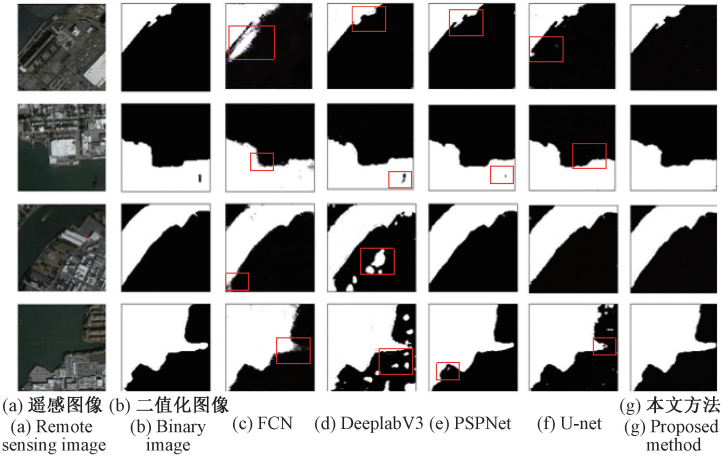 (a) 遥感图像 (b) 二值化图像 (g) 本文方法
(a) Remote sensing image
(b) Binary image
(c) FCN
(d) DeeplabV3
(e) PSPNet
(f) U-net
(g) Proposed method